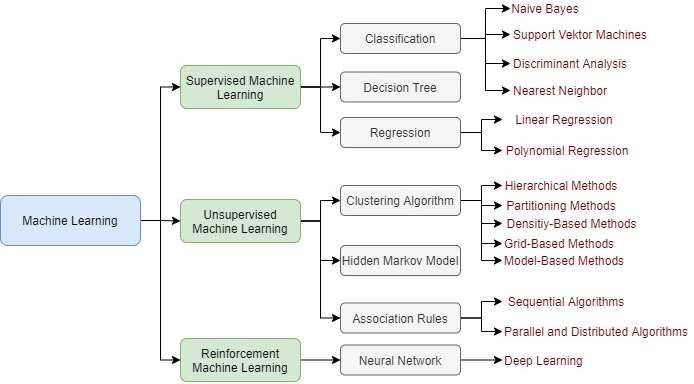 Machine Learning
Supervised Machine
Learning
Classification
Naive Bayes
Support Vektor Machines
Discriminant Analysis
Nearest Neighbor
Decision Tree
Regression
Linear Regression
Polynomial Regression
Unsupervised
Machine Learning
Clustering Algorithm
Hierarchical Methods
Partitioning Methods
Densitiy-Based Methods
Grid-Based Methods
Model-Based Methods
Hidden Markov Model
Association Rules
Sequential Algorithms
Parallel and Distributed Algorithms
Reinforcement
Machine Learning
Neural Network
Deep Learning